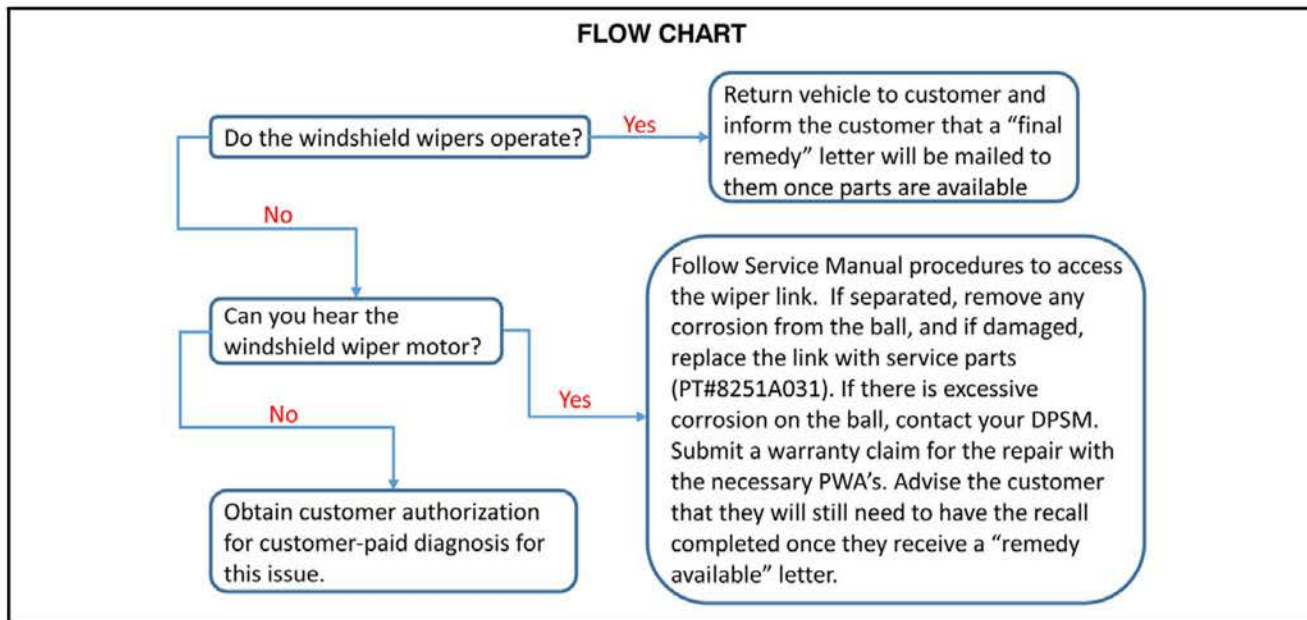 FLOW CHART
Do the windshield wipers operate?
Yes
Return vehicle to customer and
inform the customer that a “final
remedy” letter will be mailed to
them once parts are available
No
Can you hear the
windshield wiper motor?
Yes
Follow Service Manual procedures to access
the wiper link.  If separated, remove any
corrosion from the ball, and if damaged,
replace the link with service parts
(PT#8251A031). If there is excessive
corrosion on the ball, contact your DPSM.
Submit a warranty claim for the repair with
the necessary PWA’s. Advise the customer
that they will still need to have the recall
completed once they receive a “remedy
available” letter.
No
Obtain customer authorization
for customer-paid diagnosis for
this issue.